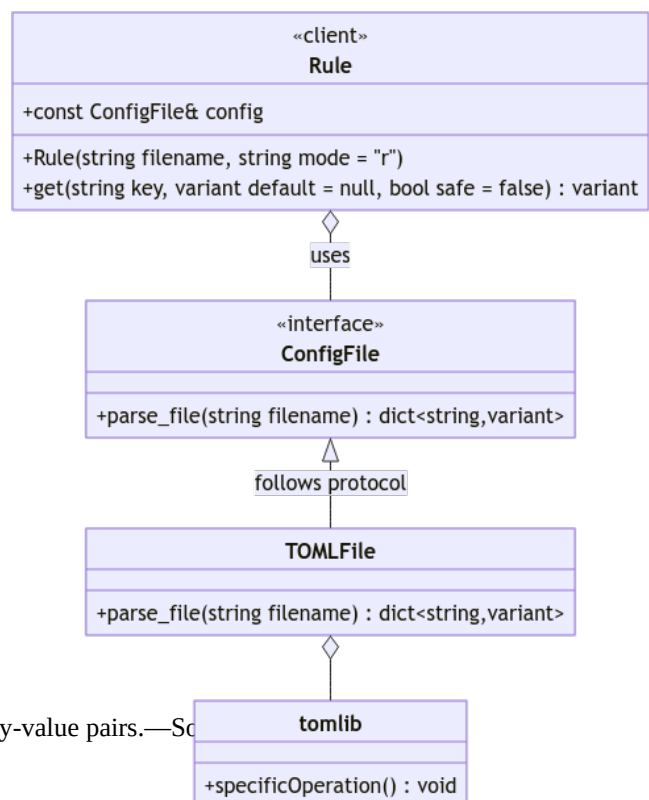 «client»
Rule
+const ConfigFile& config
+Rule(string filename, string mode = "r")
+get(string key, variant default = null, bool safe = false) : variant
uses
«interface»
ConfigFile
+parse_file(string filename) : dict<string,variant>
follows protocol
TOMLFile
+parse_file(string filename) : dict<string,variant>
y-value pairs.—So
tomlib
+specificOperation() : void